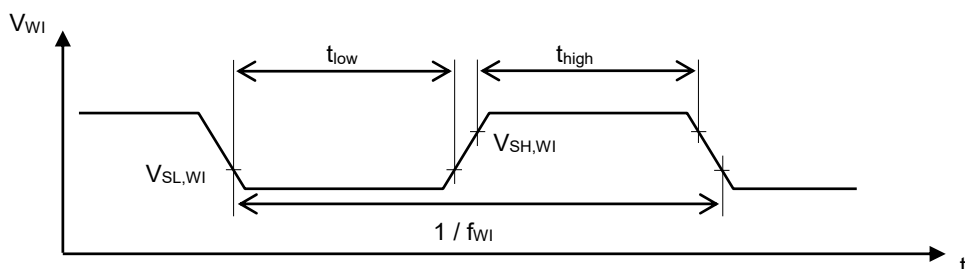 VWI
tlow
thigh
VSH,WI
VSL,WI
1 / fWI
t